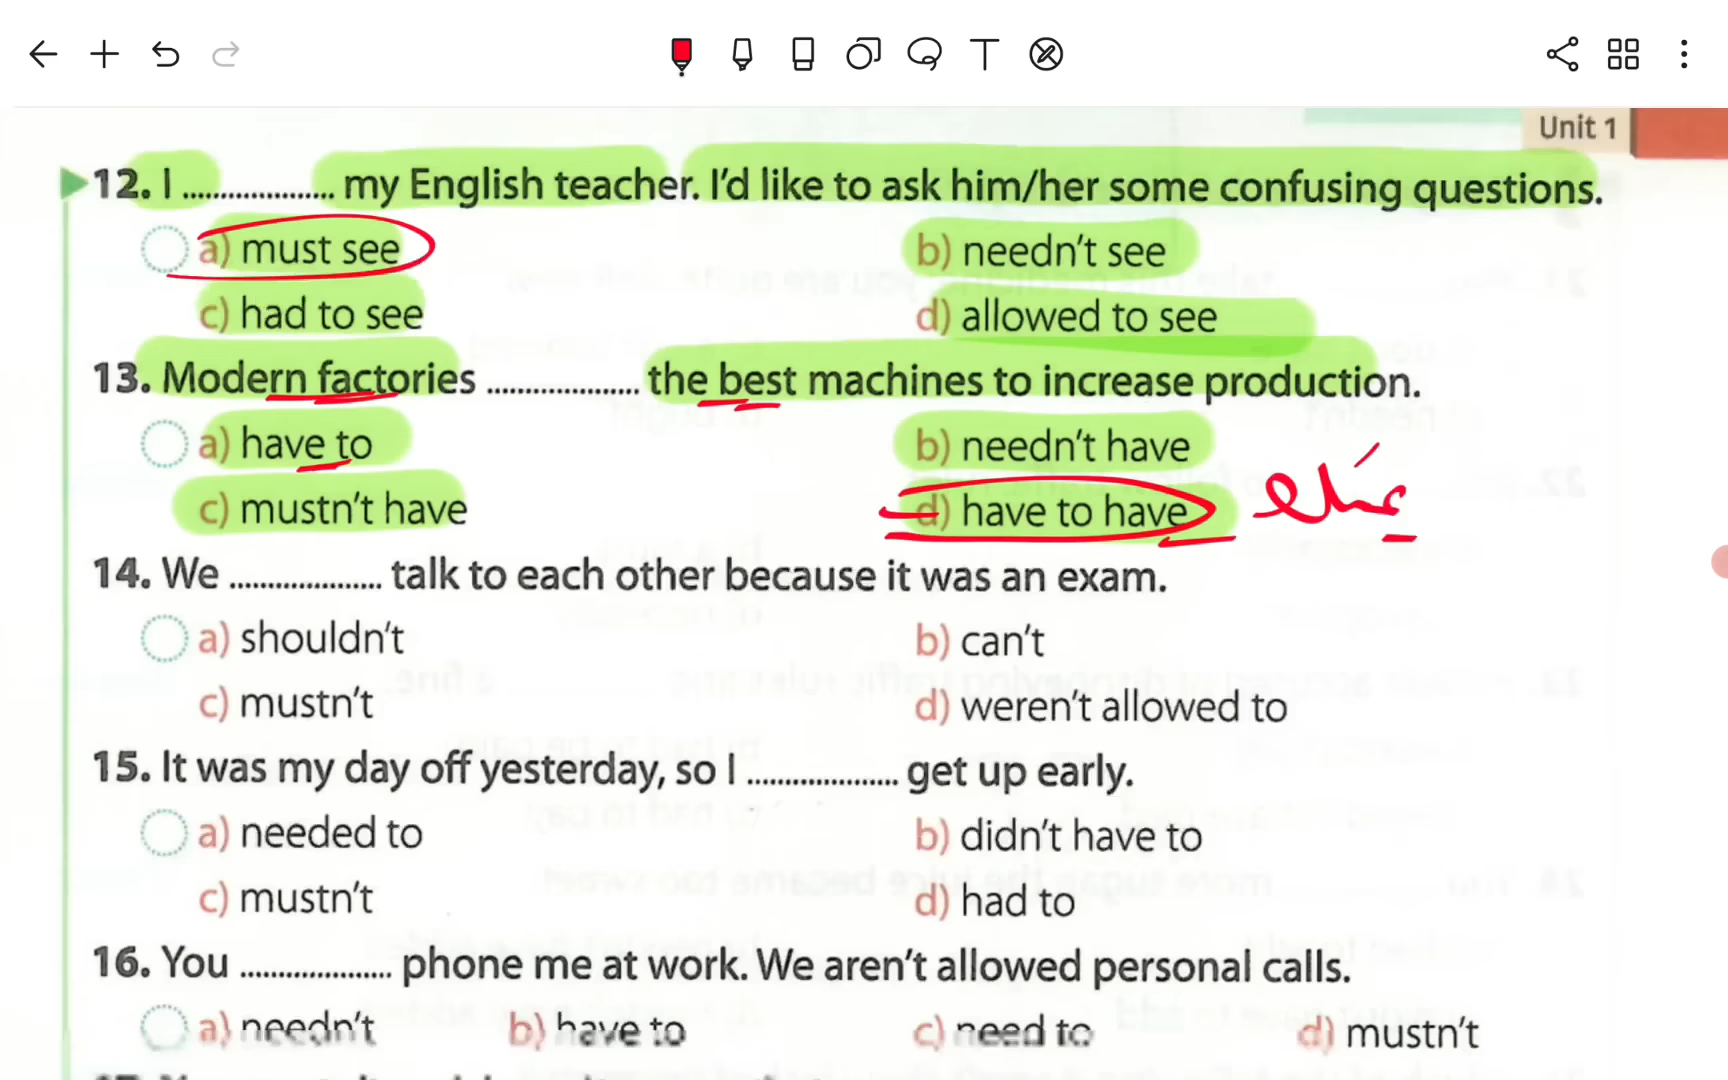 Unit 1
12. I .................. my English teacher. I'd like to ask him/her some confusing questions.
a) must see b) needn't see
c) had to see d) allowed to see
13. Modern factories .................. the best machines to increase production.
a) have to b) needn't have
c) mustn't have d) have to have
14. We .................. talk to each other because it was an exam.
a) shouldn't b) can't
c) mustn't d) weren't allowed to
15. It was my day off yesterday, so I .................. get up early.
a) needed to b) didn't have to
c) mustn't d) had to
16. You .................. phone me at work. We aren't allowed personal calls.
a) needn't b) have to c) need to d) mustn't